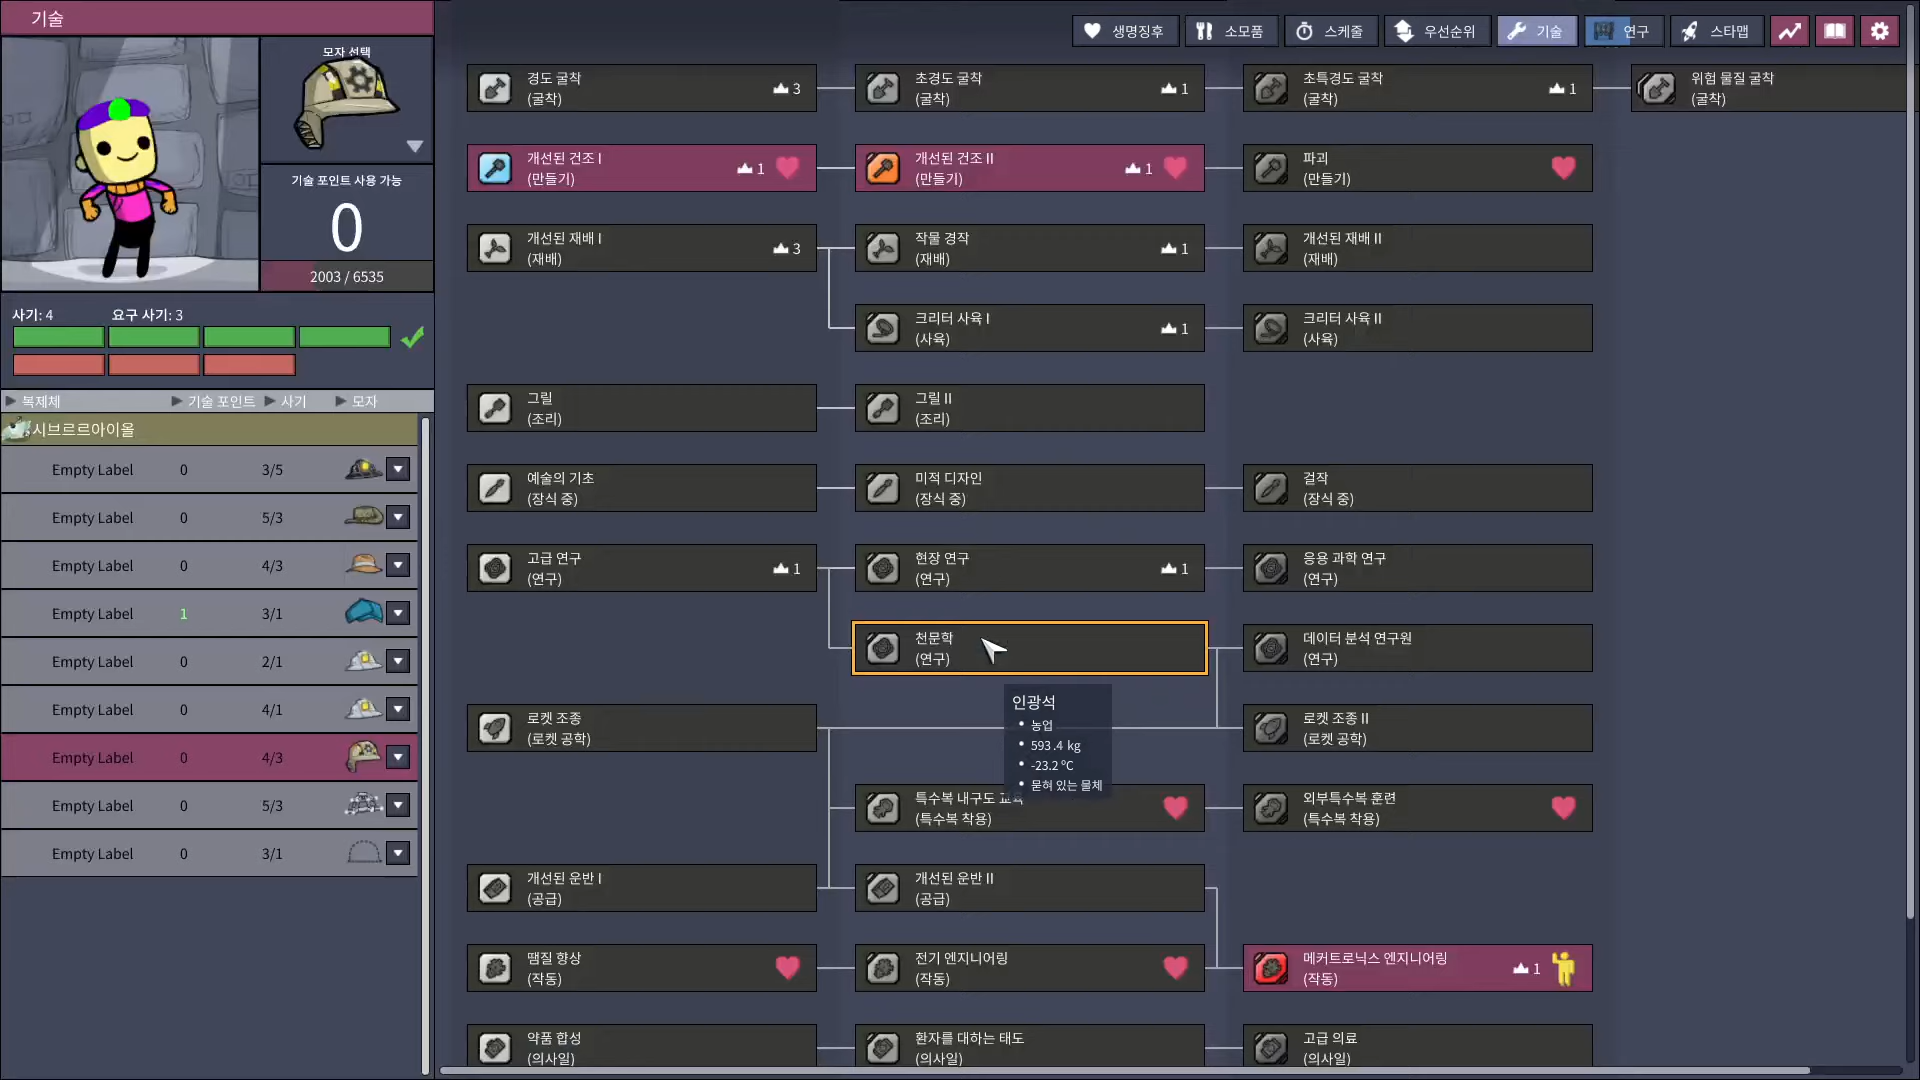 기술
생명징후
소모품
스케줄
우선순위
기술
연구
스타맵
모자 선택
기술 포인트 사용 가능
0
2003 / 6535
사기: 4
요구 사기: 3
복제체
기술 포인트
사기
모자
시브르르아이올
Empty Label
0
3/5
Empty Label
0
5/3
Empty Label
0
4/3
Empty Label
1
3/1
Empty Label
0
2/1
Empty Label
0
4/1
Empty Label
0
4/3
Empty Label
0
5/3
Empty Label
0
3/1
경도 굴착
(굴착)
3
초경도 굴착
(굴착)
1
초특경도 굴착
(굴착)
1
위험 물질 굴착
(굴착)
개선된 건조 I
(만들기)
1
개선된 건조 II
(만들기)
1
파괴
(만들기)
개선된 재배 I
(재배)
3
작물 경작
(재배)
1
개선된 재배 II
(재배)
크리터 사육 I
(사육)
1
크리터 사육 II
(사육)
그릴
(조리)
그릴 II
(조리)
예술의 기초
(장식 중)
미적 디자인
(장식 중)
걸작
(장식 중)
고급 연구
(연구)
1
현장 연구
(연구)
1
응용 과학 연구
(연구)
천문학
(연구)
데이터 분석 연구원
(연구)
인광석
• 농업
• 593.4 kg
• -23.2 ºC
• 묻혀 있는 물체
로켓 조종
(로켓 공학)
로켓 조종 II
(로켓 공학)
특수복 내구도 교육
(특수복 착용)
외부특수복 훈련
(특수복 착용)
개선된 운반 I
(공급)
개선된 운반 II
(공급)
땜질 향상
(작동)
전기 엔지니어링
(작동)
메커트로닉스 엔지니어링
(작동)
1
약품 합성
(의사일)
환자를 대하는 태도
(의사일)
고급 의료
(의사일)